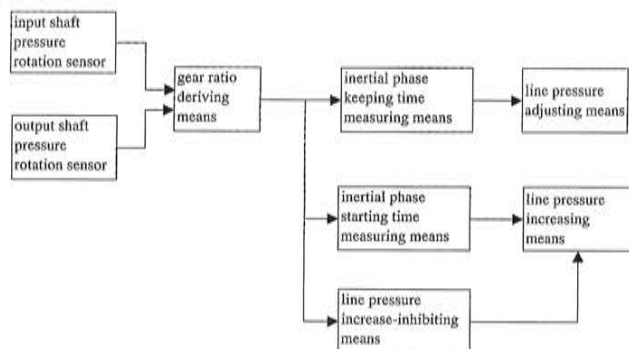 input shaft
pressure
rotation sensor
output shaft
pressure
rotation sensor
gear ratio
deriving
means
inertial phase
keeping time
measuring means
line pressure
adjusting means
inertial phase
starting time
measuring means
line pressure
increasing
means
line pressure
increase-inhibiting
means